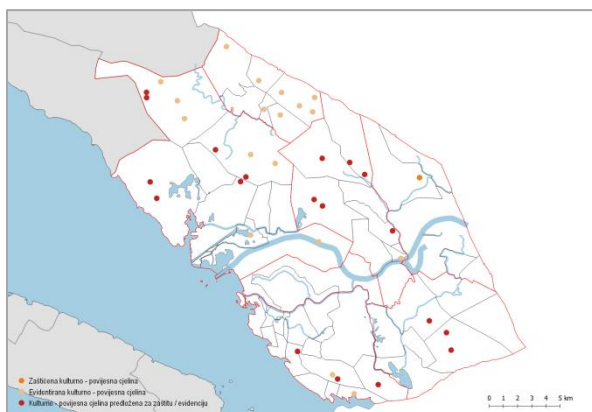 Zaštićena kulturno - povijesna cjelina
Evidentirana kulturno - povijesna cjelina
Kulturno - povijesna cjelina predložena za zaštitu / evidenciju
0 1 2 3 4 5 km